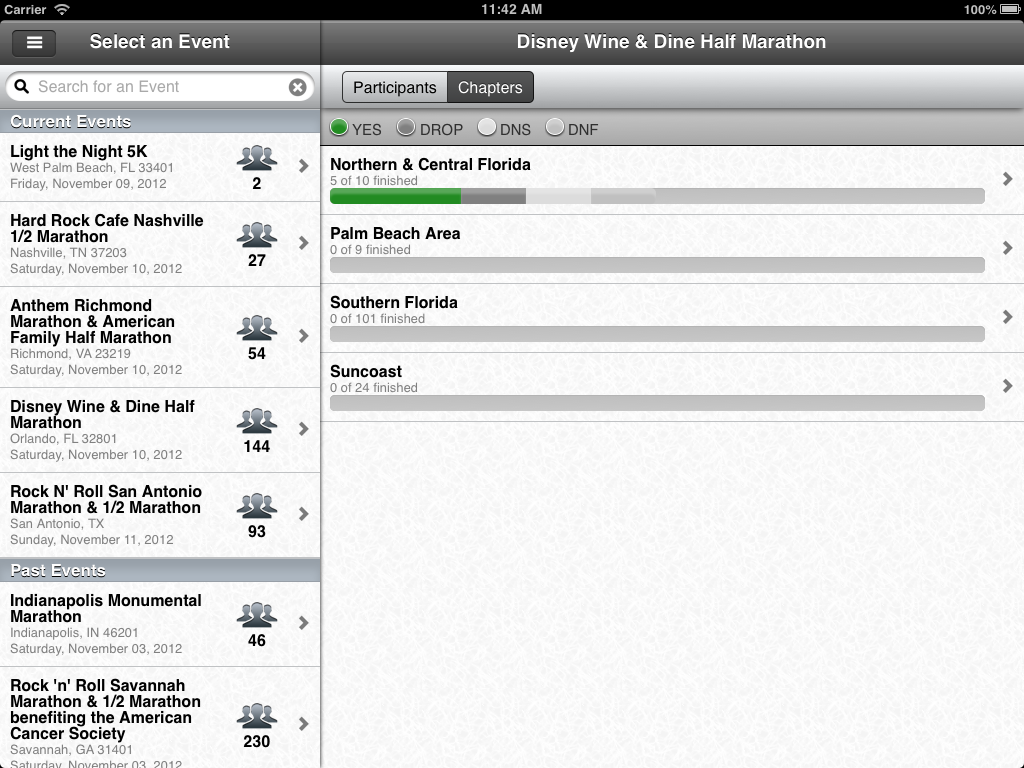 Carrier 11:42 AM 100%
Select an Event
Disney Wine & Dine Half Marathon
Search for an Event
Participants Chapters
Current Events
YES DROP DNS DNF
Light the Night 5K
West Palm Beach, FL 33401
Friday, November 09, 2012
2
Hard Rock Cafe Nashville
1/2 Marathon
Nashville, TN 37203
Saturday, November 10, 2012
27
Anthem Richmond
Marathon & American
Family Half Marathon
Richmond, VA 23219
Saturday, November 10, 2012
54
Disney Wine & Dine Half
Marathon
Orlando, FL 32801
Saturday, November 10, 2012
144
Rock N' Roll San Antonio
Marathon & 1/2 Marathon
San Antonio, TX
Sunday, November 11, 2012
93
Past Events
Indianapolis Monumental
Marathon
Indianapolis, IN 46201
Saturday, November 03, 2012
46
Rock 'n' Roll Savannah
Marathon & 1/2 Marathon
benefiting the American
Cancer Society
Savannah, GA 31401
Saturday, November 03, 2012
230
Northern & Central Florida
5 of 10 finished
Palm Beach Area
0 of 9 finished
Southern Florida
0 of 101 finished
Suncoast
0 of 24 finished